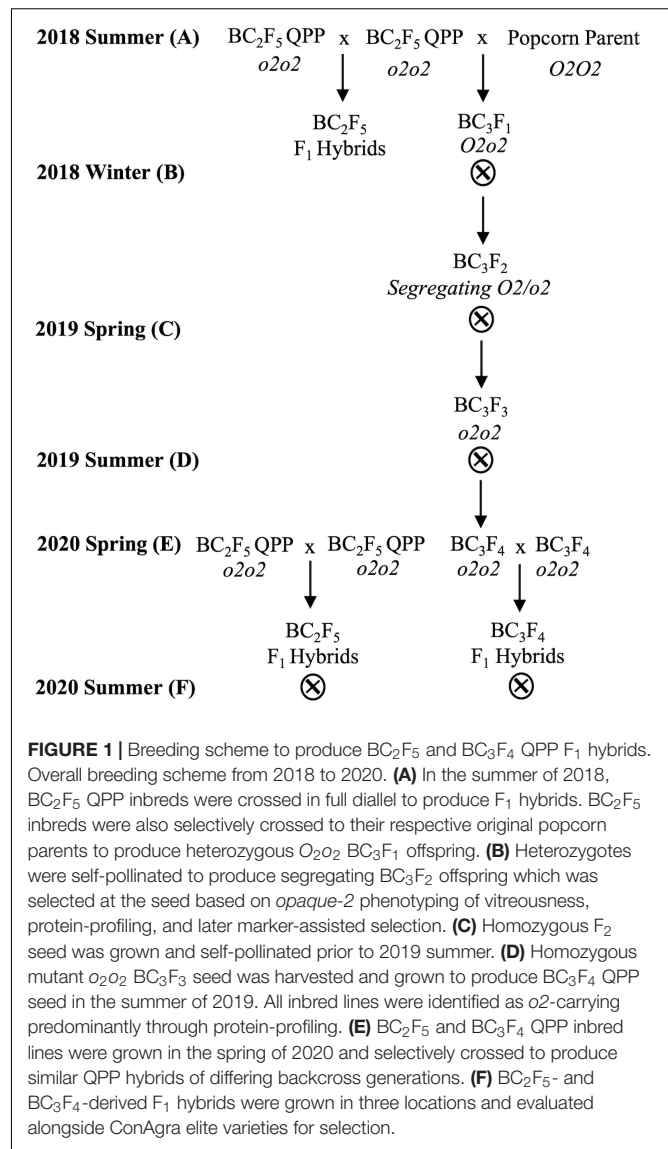 2018 Summer (A) BC₂F₅ QPP x BC₂F₅ QPP x Popcorn Parent
o2o2 o2o2 O2O2
BC₂F₅ BC₃F₁
F₁ Hybrids O2o2
2018 Winter (B)
BC₃F₂
Segregating O2/o2
2019 Spring (C)
BC₃F₃
o2o2
2019 Summer (D)
2020 Spring (E) BC₂F₅ QPP x BC₂F₅ QPP BC₃F₄ x BC₃F₄
o2o2 o2o2 o2o2 o2o2
BC₂F₅ BC₃F₄
F₁ Hybrids F₁ Hybrids
2020 Summer (F)
FIGURE 1 | Breeding scheme to produce BC₂F₅ and BC₃F₄ QPP F₁ hybrids.
Overall breeding scheme from 2018 to 2020. (A) In the summer of 2018,
BC₂F₅ QPP inbreds were crossed in full diallel to produce F₁ hybrids. BC₂F₅
inbreds were also selectively crossed to their respective original popcorn
parents to produce heterozygous O₂o₂ BC₃F₁ offspring. (B) Heterozygotes
were self-pollinated to produce segregating BC₃F₂ offspring which was
selected at the seed based on opaque-2 phenotyping of vitreousness,
protein-profiling, and later marker-assisted selection. (C) Homozygous F₂
seed was grown and self-pollinated prior to 2019 summer. (D) Homozygous
mutant o₂o₂ BC₃F₃ seed was harvested and grown to produce BC₃F₄ QPP
seed in the summer of 2019. All inbred lines were identified as o2-carrying
predominantly through protein-profiling. (E) BC₂F₅ and BC₃F₄ QPP inbred
lines were grown in the spring of 2020 and selectively crossed to produce
similar QPP hybrids of differing backcross generations. (F) BC₂F₅- and
BC₃F₄-derived F₁ hybrids were grown in three locations and evaluated
alongside ConAgra elite varieties for selection.